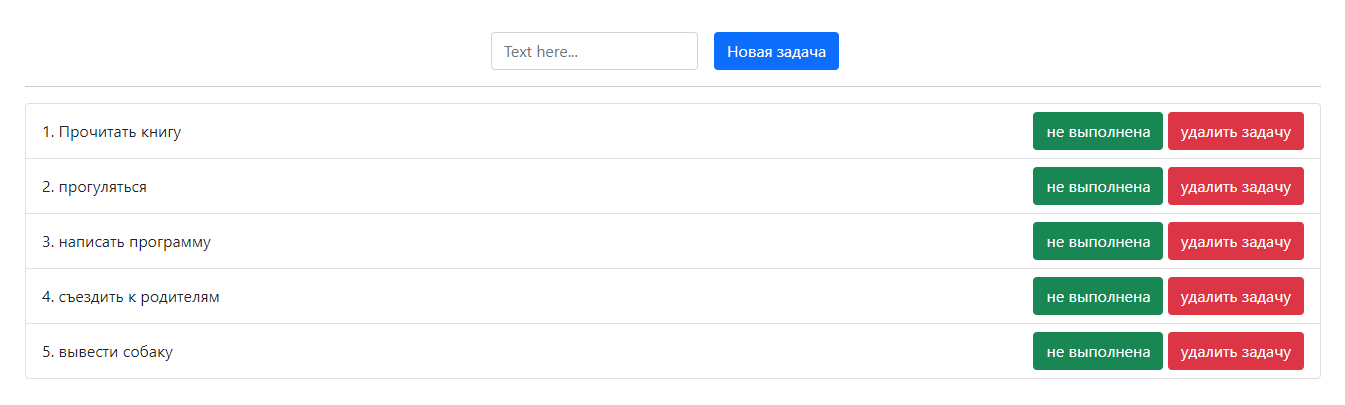 Text here... Новая задача
1. Прочитать книгу не выполнена удалить задачу
2. прогуляться не выполнена удалить задачу
3. написать программу не выполнена удалить задачу
4. съездить к родителям не выполнена удалить задачу
5. вывести собаку не выполнена удалить задачу